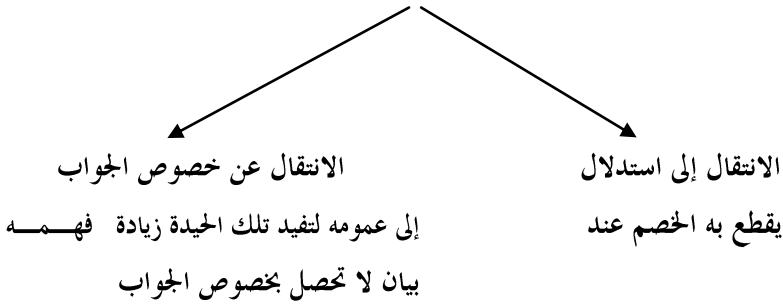 الانتقال إلى استدلال
يقطع به الخصم عند
الانتقال عن خصوص الجواب
إلى عمومه لتفيد تلك الحيدة زيادة فهـمـــه
بيان لا تحصل بخصوص الجواب